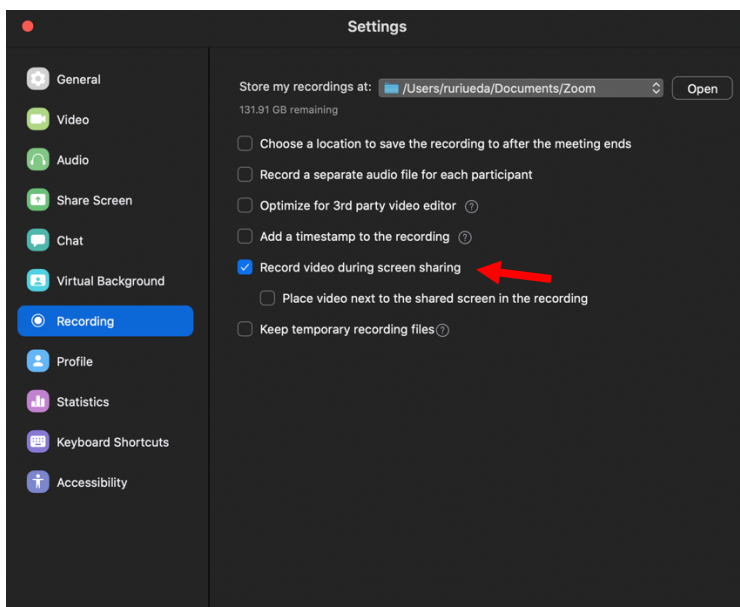 Settings
General
Video
Audio
Share Screen
Chat
Virtual Background
Recording
Profile
Statistics
Keyboard Shortcuts
Accessibility
Store my recordings at: /Users/ruriueda/Documents/Zoom Open
131.91 GB remaining
Choose a location to save the recording to after the meeting ends
Record a separate audio file for each participant
Optimize for 3rd party video editor ?
Add a timestamp to the recording ?
Record video during screen sharing
Place video next to the shared screen in the recording
Keep temporary recording files ?